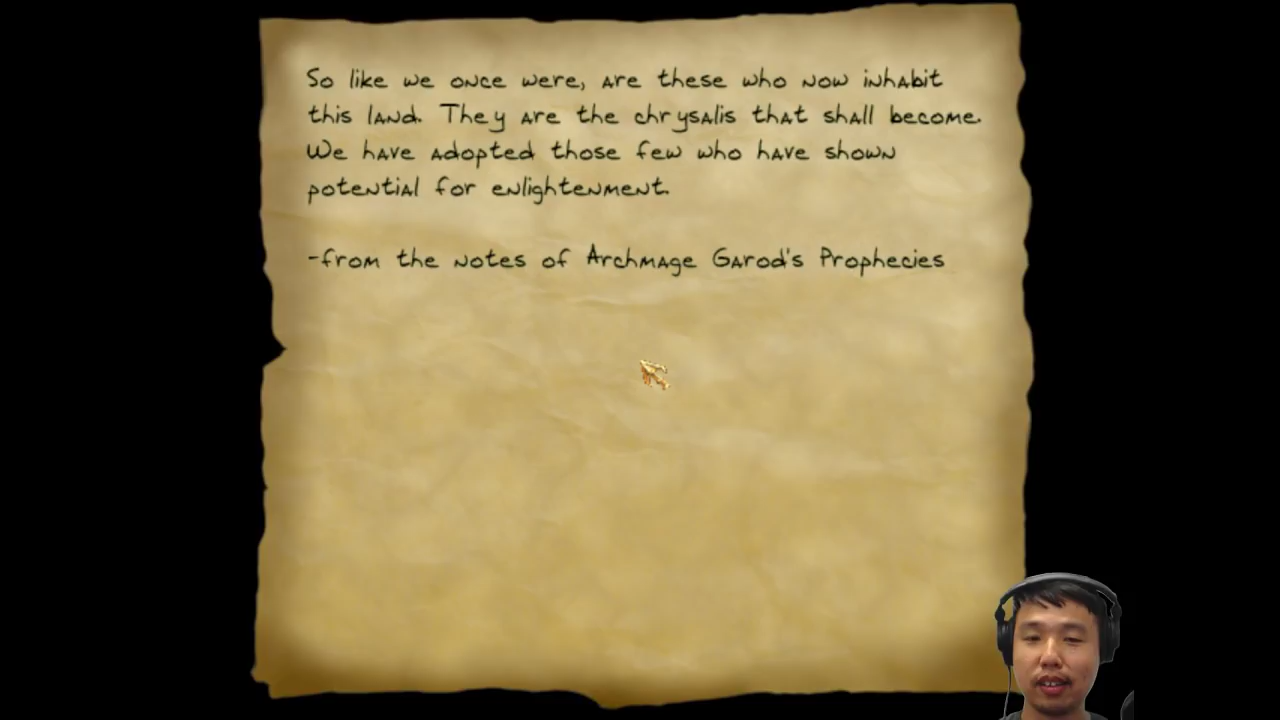 So like we once were, are these who now inhabit
this land. They are the chrysalis that shall become.
We have adopted those few who have shown
potential for enlightenment.
-from the notes of Archmage Garod's Prophecies